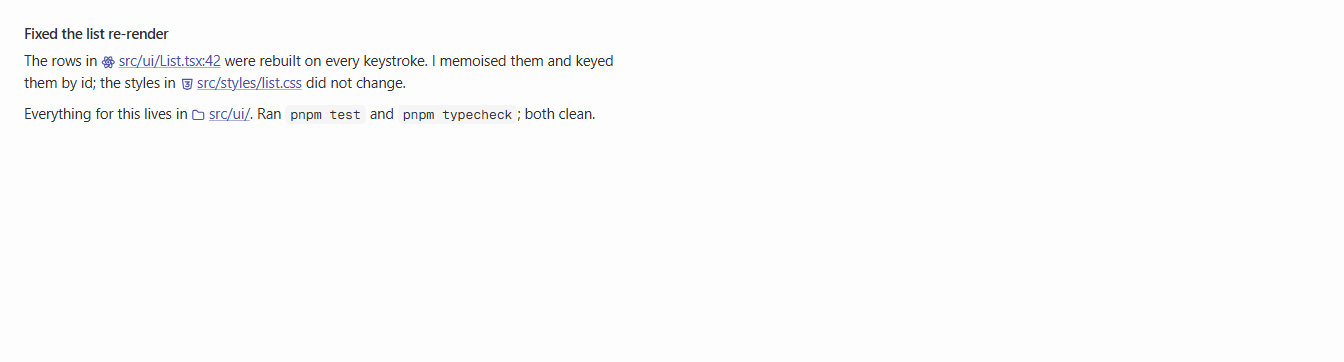 Fixed the list re-render
The rows in src/ui/List.tsx:42 were rebuilt on every keystroke. I memoised them and keyed
them by id; the styles in src/styles/list.css did not change.
Everything for this lives in src/ui/. Ran pnpm test and pnpm typecheck; both clean.